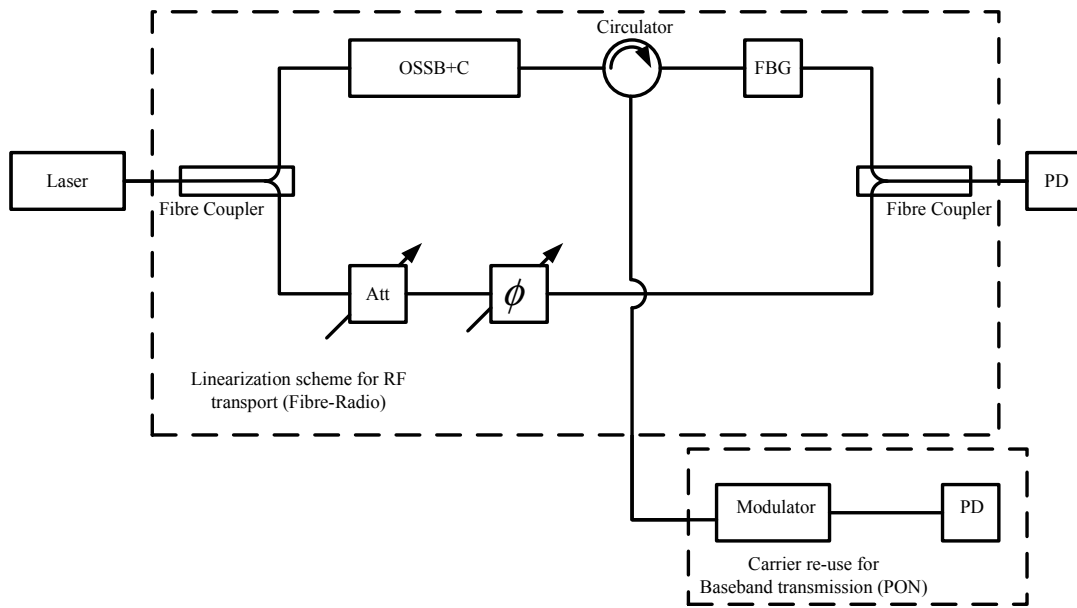 Circulator
OSSB+C
FBG
Laser
PD
Fibre Coupler
Fibre Coupler
Att
ϕ
Linearization scheme for RF
transport (Fibre-Radio)
Modulator
PD
Carrier re-use for
Baseband transmission (PON)